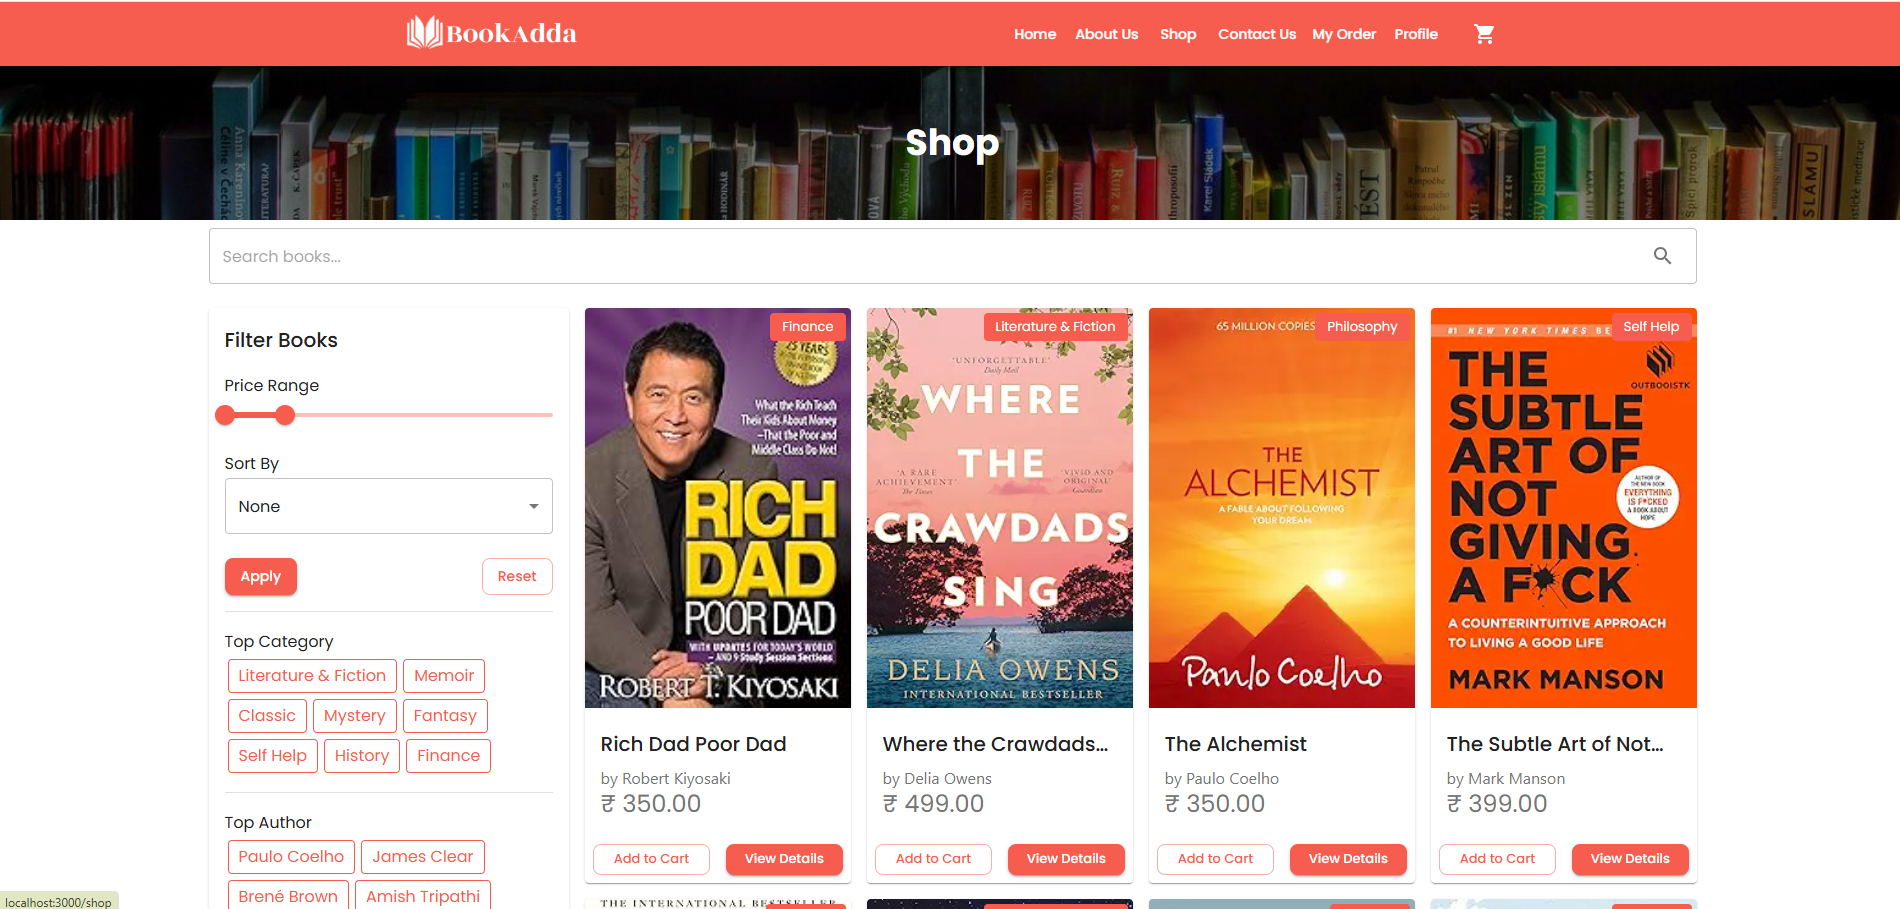 BookAdda
Home About Us Shop Contact Us My Order Profile
Shop
Search books...
Filter Books
Price Range
Sort By
None
Apply Reset
Top Category
Literature & Fiction Memoir
Classic Mystery Fantasy
Self Help History Finance
Top Author
Paulo Coelho James Clear
Brené Brown Amish Tripathi
Finance
25 YEARS
What the Rich Teach
Their Kids About Money
–That the Poor and
Middle Class Do Not!
RICH
DAD
POOR DAD
WITH UPDATES FOR TODAY'S WORLD
– AND 9 Study Session Sections
ROBERT T. KIYOSAKI
Rich Dad Poor Dad
by Robert Kiyosaki
₹ 350.00
Add to Cart View Details
Literature & Fiction
'UNFORGETTABLE'
Daily Mail
WHERE
THE
'A RARE
ACHIEVEMENT'
The Times
'VIVID AND
ORIGINAL'
Guardian
CRAWDADS
SING
DELIA OWENS
INTERNATIONAL BESTSELLER
Where the Crawdads...
by Delia Owens
₹ 499.00
Add to Cart View Details
Philosophy
65 MILLION COPIES
THE
ALCHEMIST
A FABLE ABOUT FOLLOWING
YOUR DREAM
Paulo Coelho
The Alchemist
by Paulo Coelho
₹ 350.00
Add to Cart View Details
Self Help
#1 NEW YORK TIMES BE
OUTBOOISTK
THE
SUBTLE
ART OF
NOT
GIVING
A F*CK
AUTHOR OF
THE NEW BOOK
EVERYTHING
IS F*CKED
A BOOK ABOUT
HOPE
A COUNTERINTUITIVE APPROACH
TO LIVING A GOOD LIFE
MARK MANSON
The Subtle Art of Not...
by Mark Manson
₹ 399.00
Add to Cart View Details
THE INTERNATIONAL BESTSELLER
localhost:3000/shop